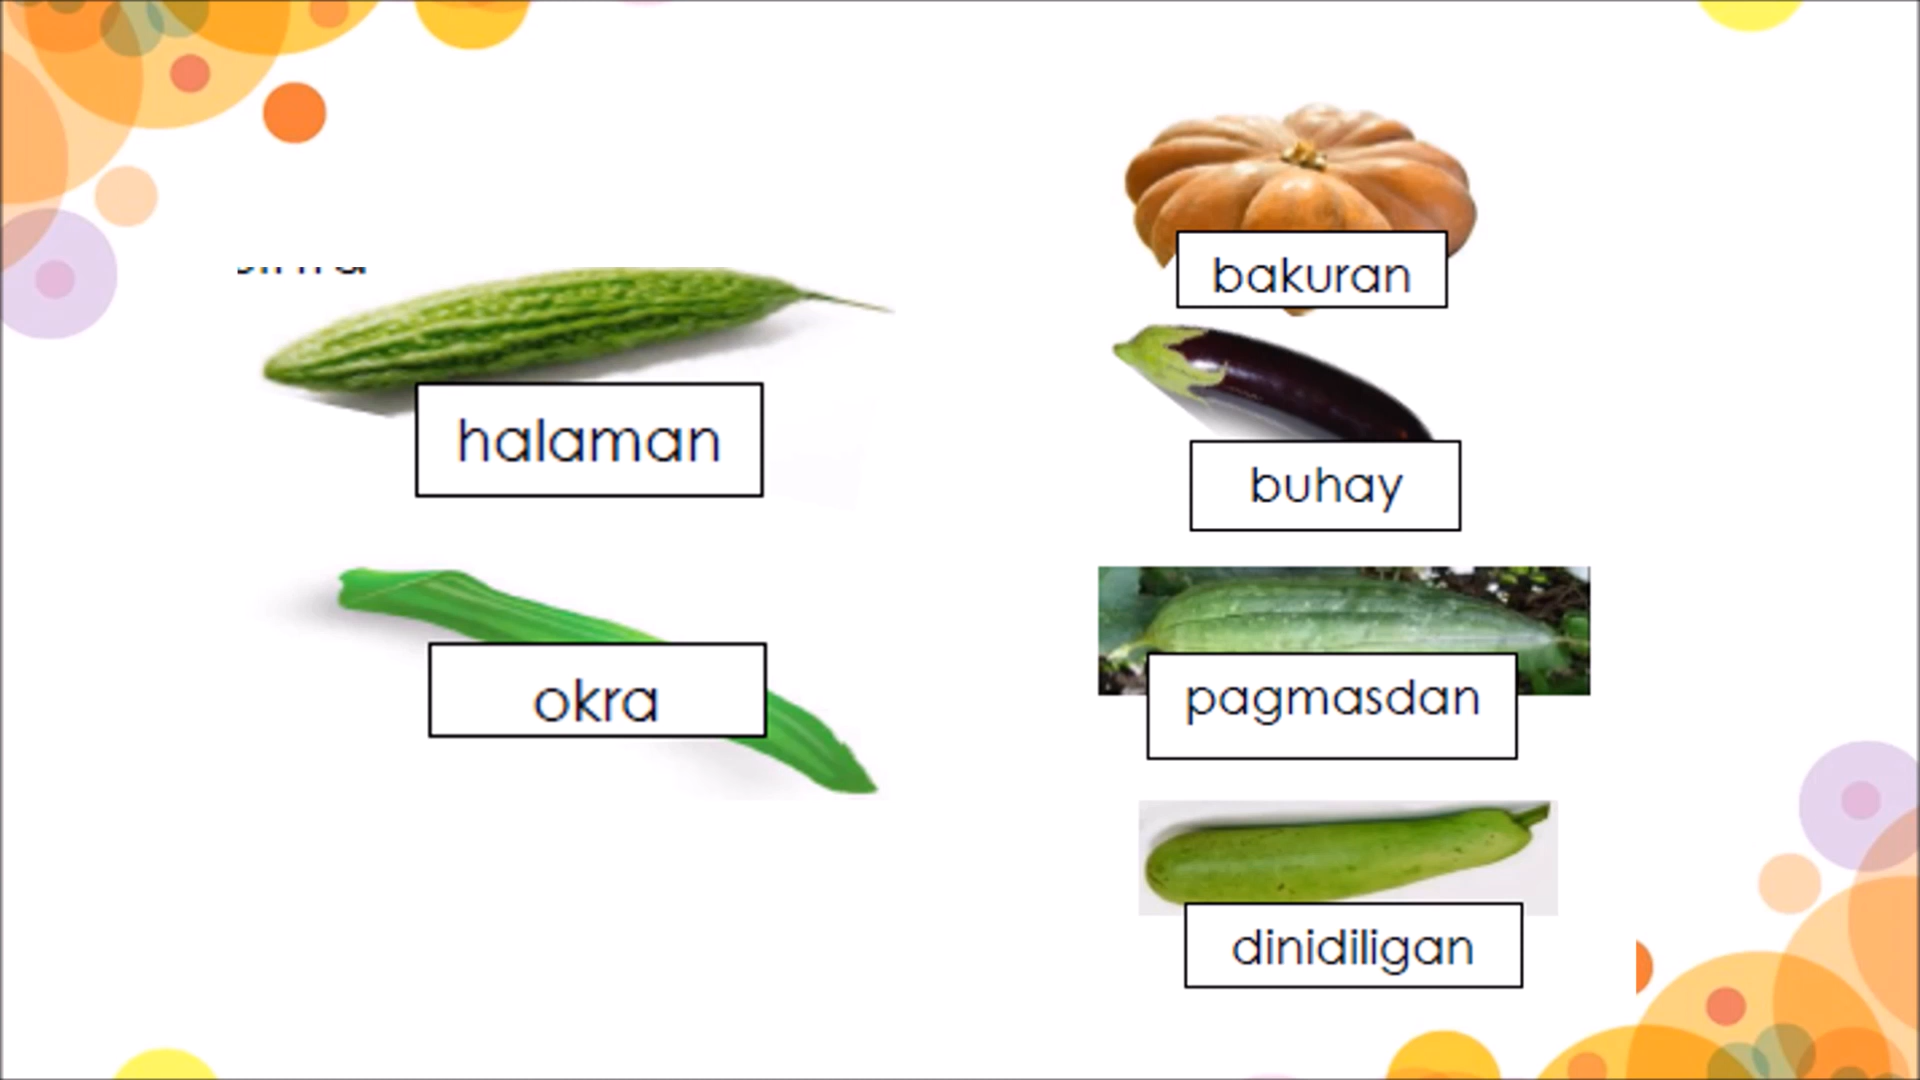 halaman
okra
bakuran
buhay
pagmasdan
dinidiligan